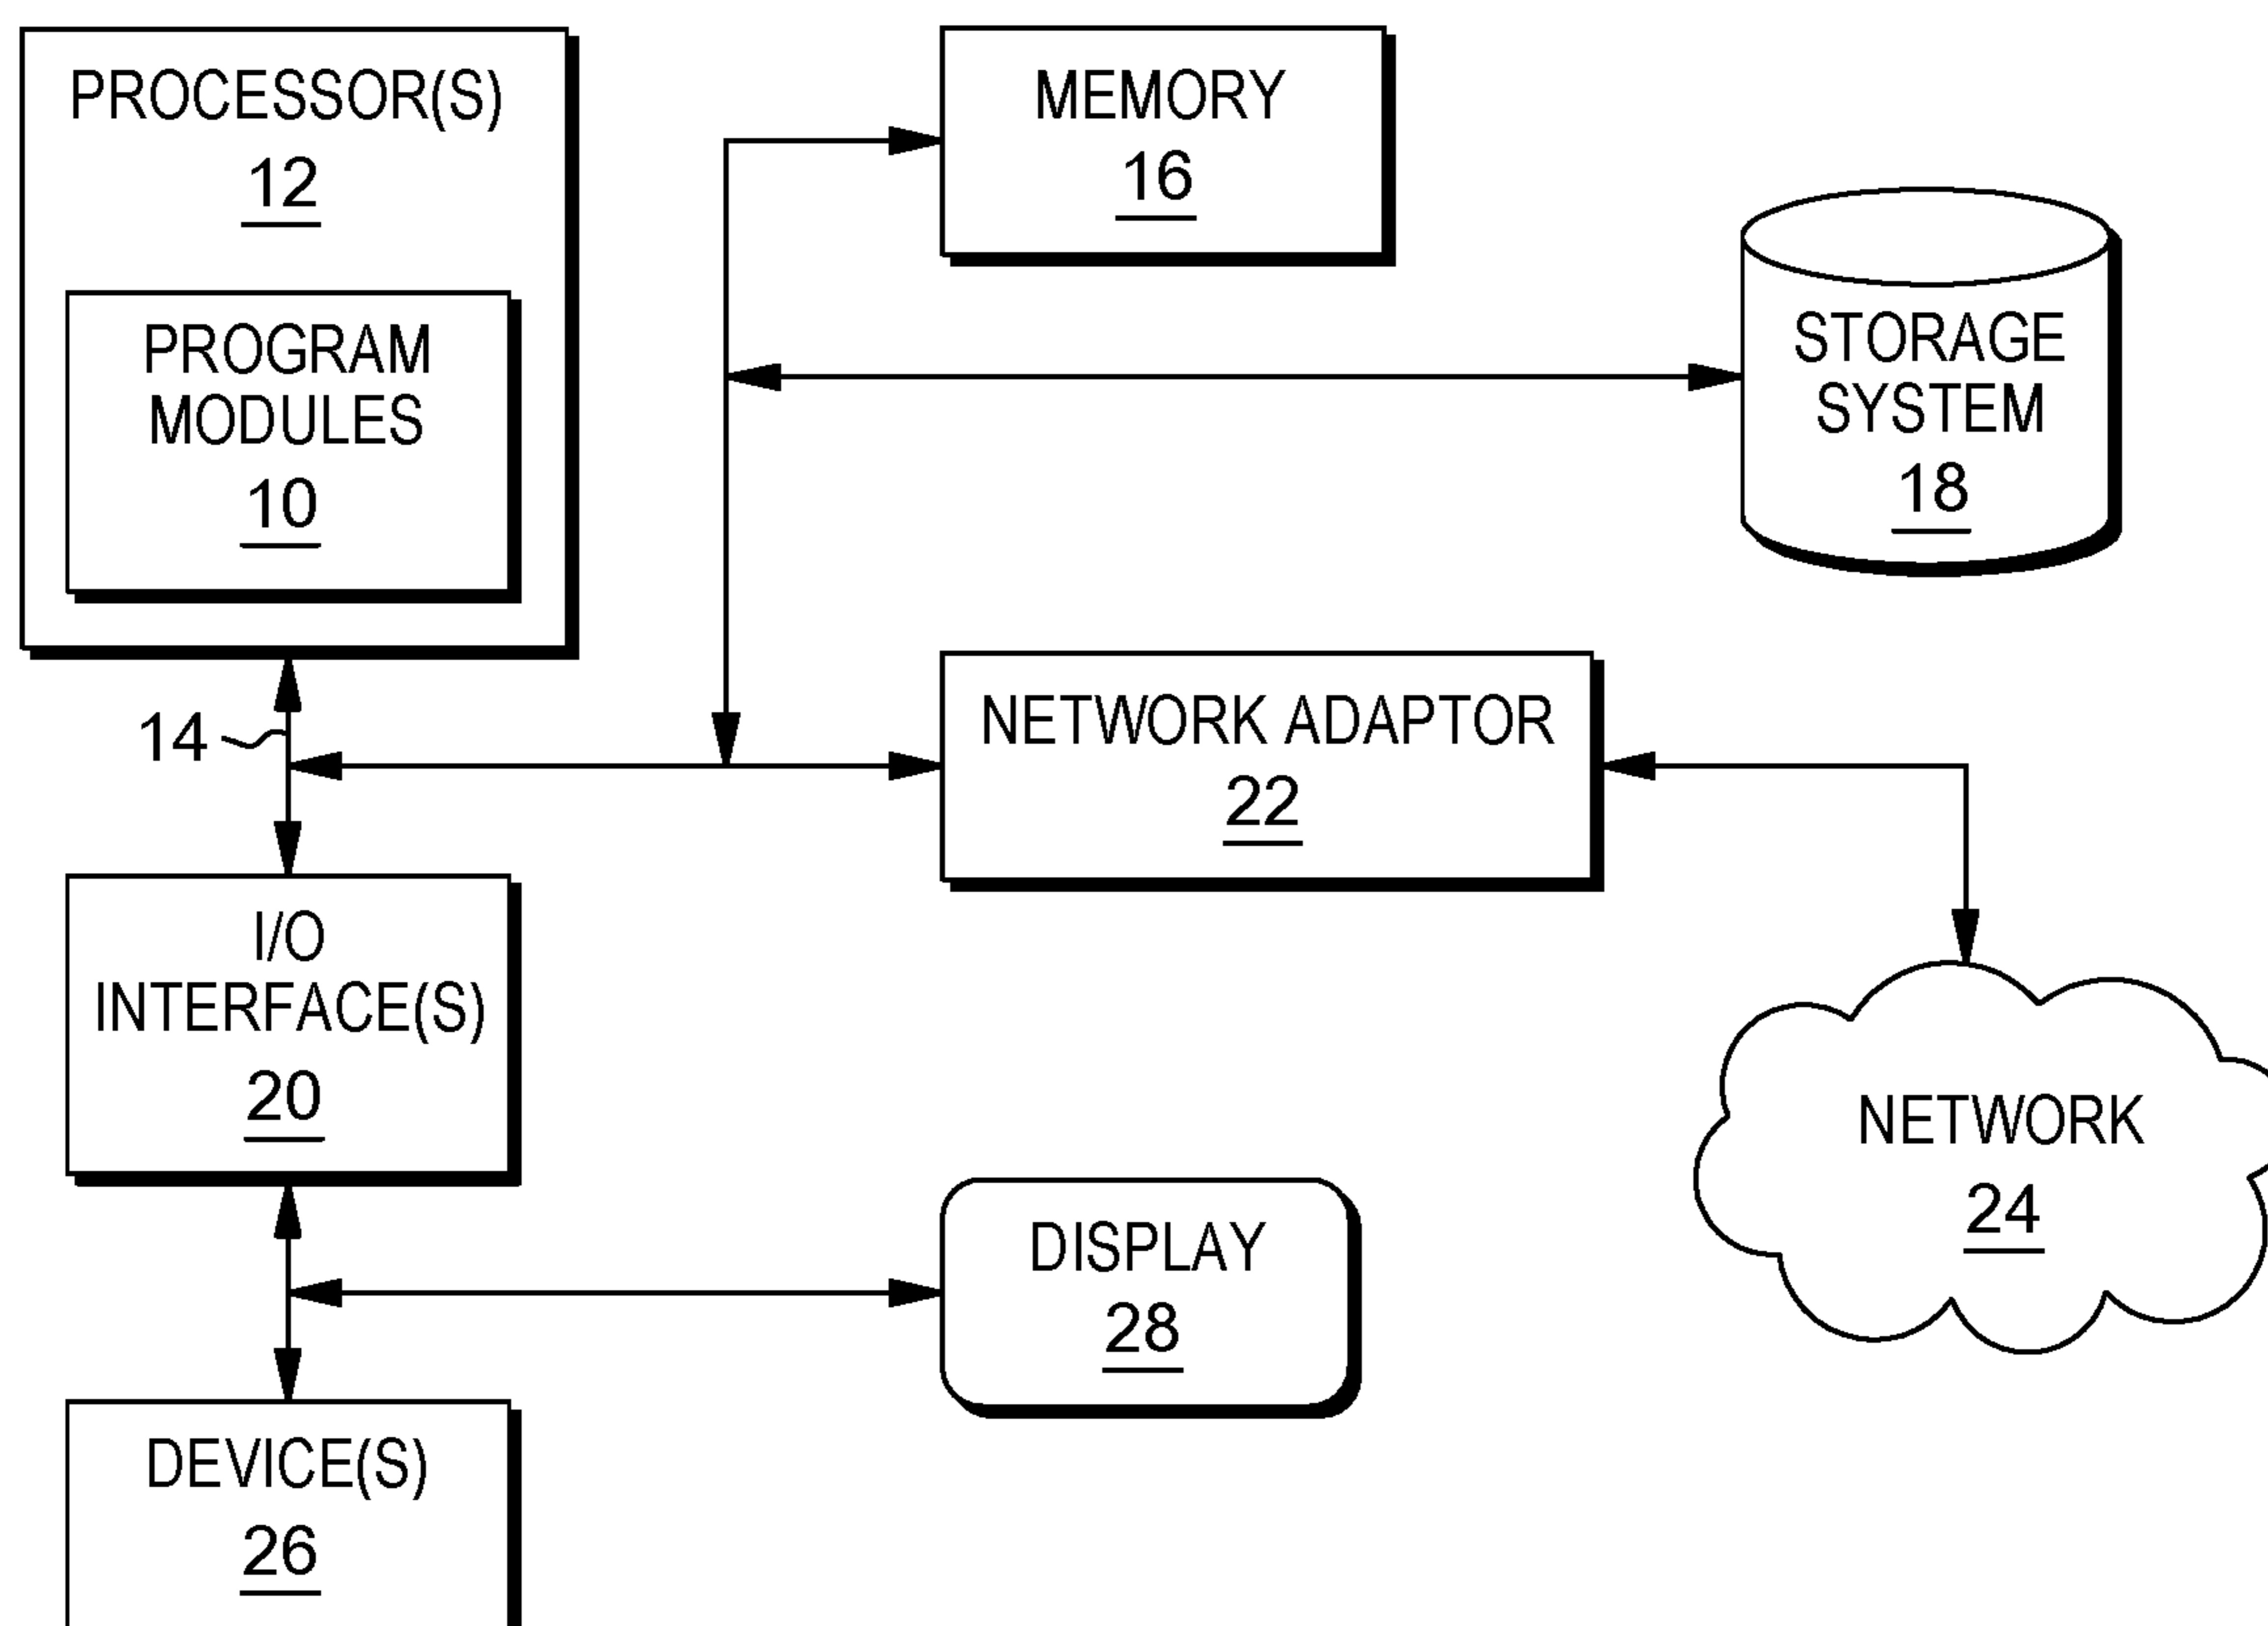 PROCESSOR(S)
12
PROGRAM
MODULES
10
MEMORY
16
STORAGE
SYSTEM
18
14
NETWORK ADAPTOR
22
I/O
INTERFACE(S)
20
NETWORK
24
DISPLAY
28
DEVICE(S)
26